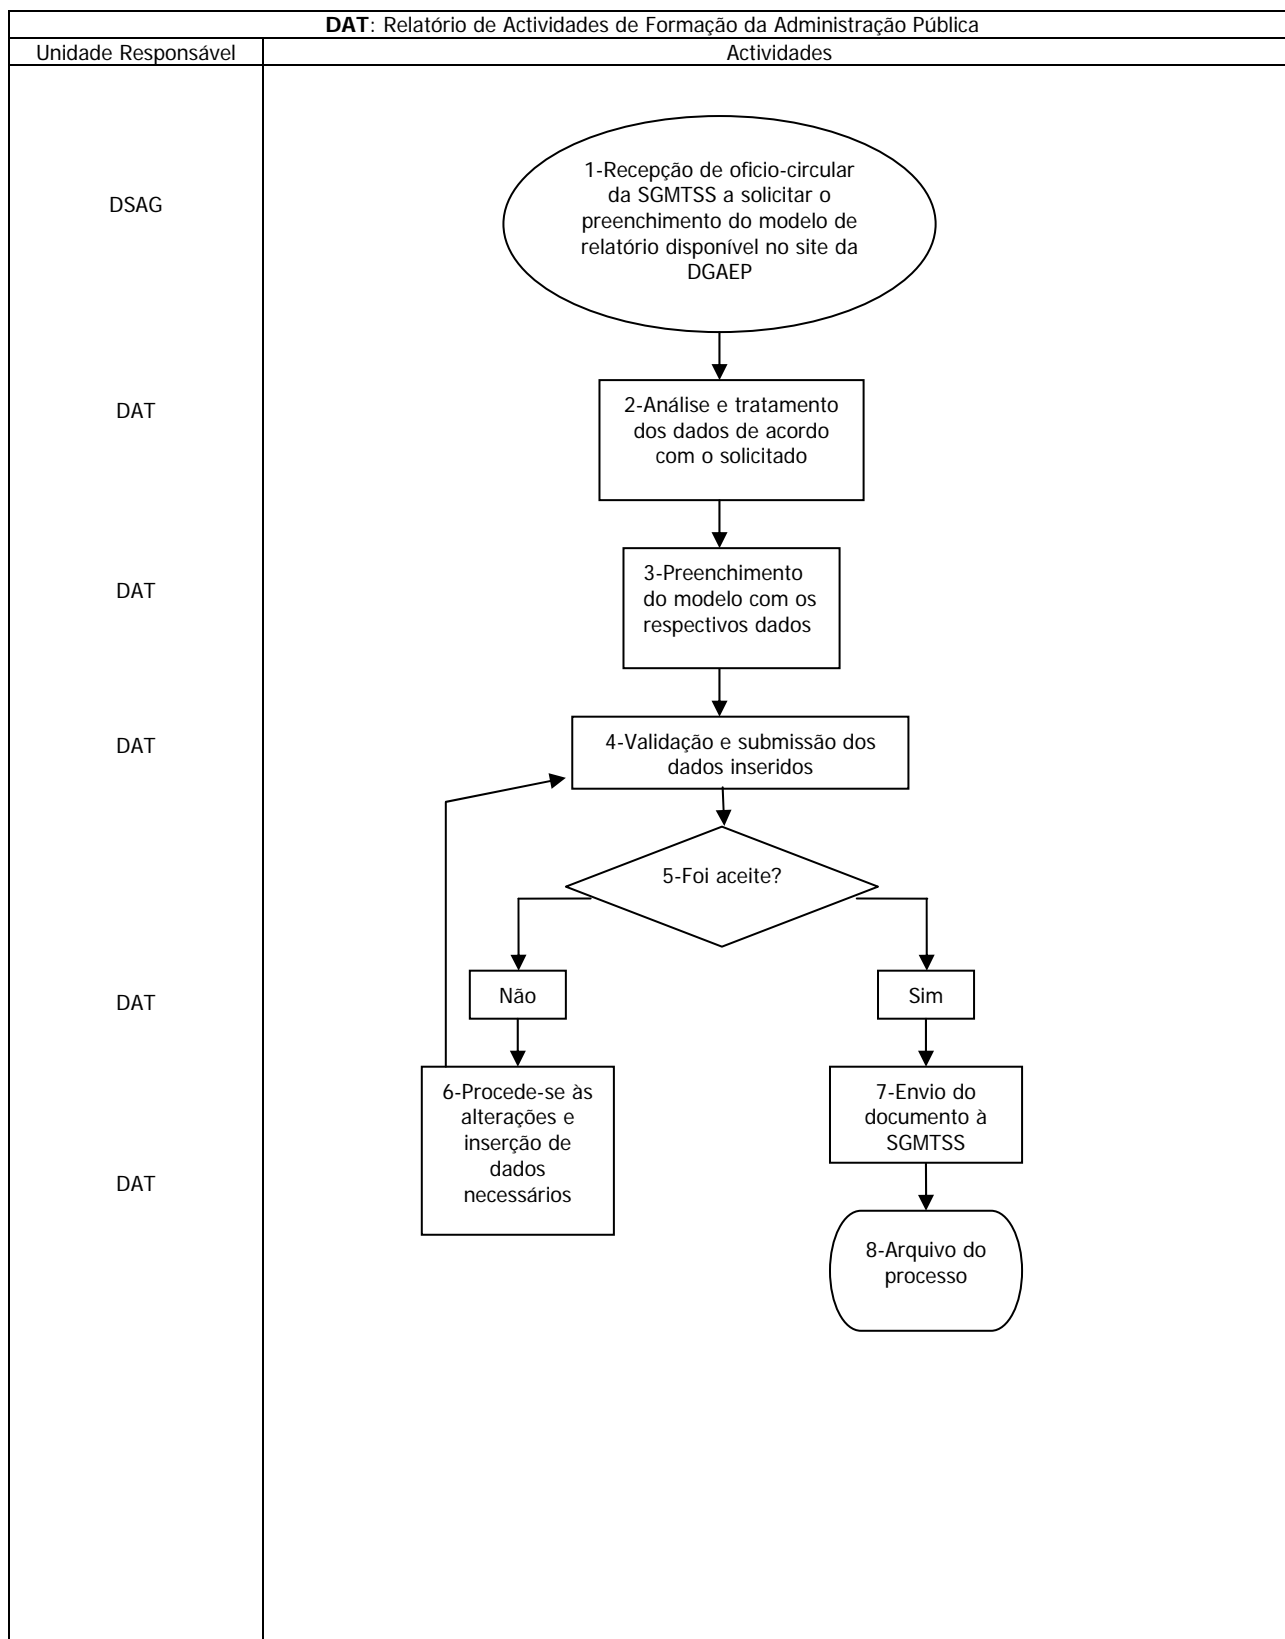 DAT: Relatório de Actividades de Formação da Administração Pública
Unidade Responsável
Actividades
DSAG
1-Recepção de oficio-circular
da SGMTSS a solicitar o
preenchimento do modelo de
relatório disponível no site da
DGAEP
DAT
2-Análise e tratamento
dos dados de acordo
com o solicitado
DAT
3-Preenchimento
do modelo com os
respectivos dados
DAT
4-Validação e submissão dos
dados inseridos
5-Foi aceite?
DAT
Não
Sim
DAT
6-Procede-se às
alterações e
inserção de
dados
necessários
7-Envio do
documento à
SGMTSS
8-Arquivo do
processo